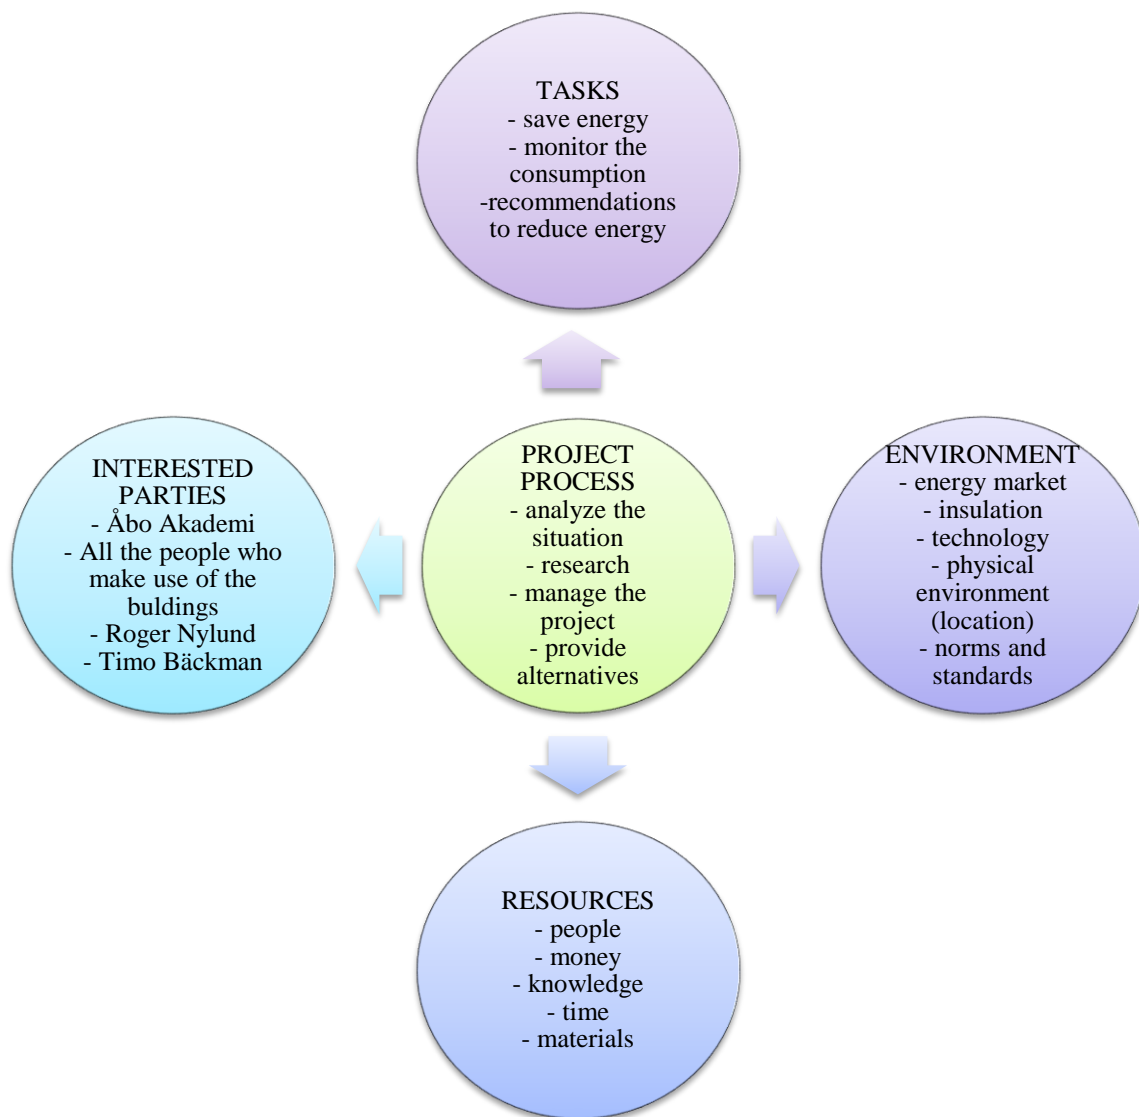 TASKS
- save energy
- monitor the
consumption
-recommendations
to reduce energy
INTERESTED
PARTIES
- Åbo Akademi
- All the people who
make use of the
buldings
- Roger Nylund
- Timo Bäckman
PROJECT
PROCESS
- analyze the
situation
- research
- manage the
project
- provide
alternatives
ENVIRONMENT
- energy market
- insulation
- technology
- physical
environment
(location)
- norms and
standards
RESOURCES
- people
- money
- knowledge
- time
- materials